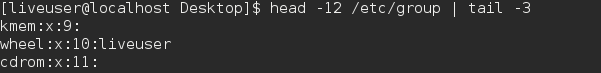 [liveuser@localhost Desktop]$ head -12 /etc/group | tail -3
kmem:x:9:
wheel:x:10:liveuser
cdrom:x:11: